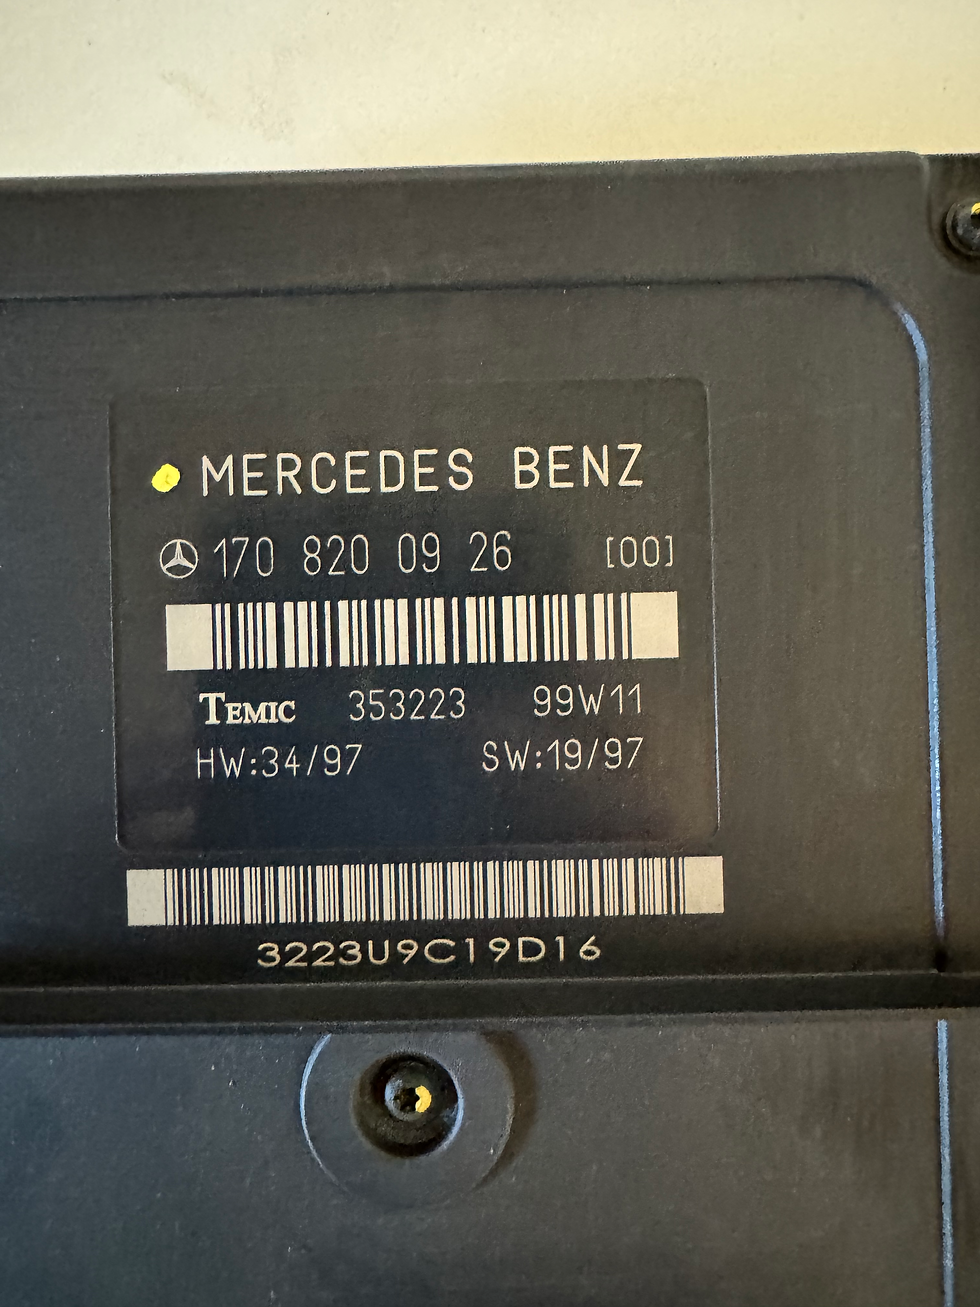 MERCEDES BENZ
170 820 09 26 [00]
TEMIC 353223 99W11
HW:34/97 SW:19/97
3223U9C19D16